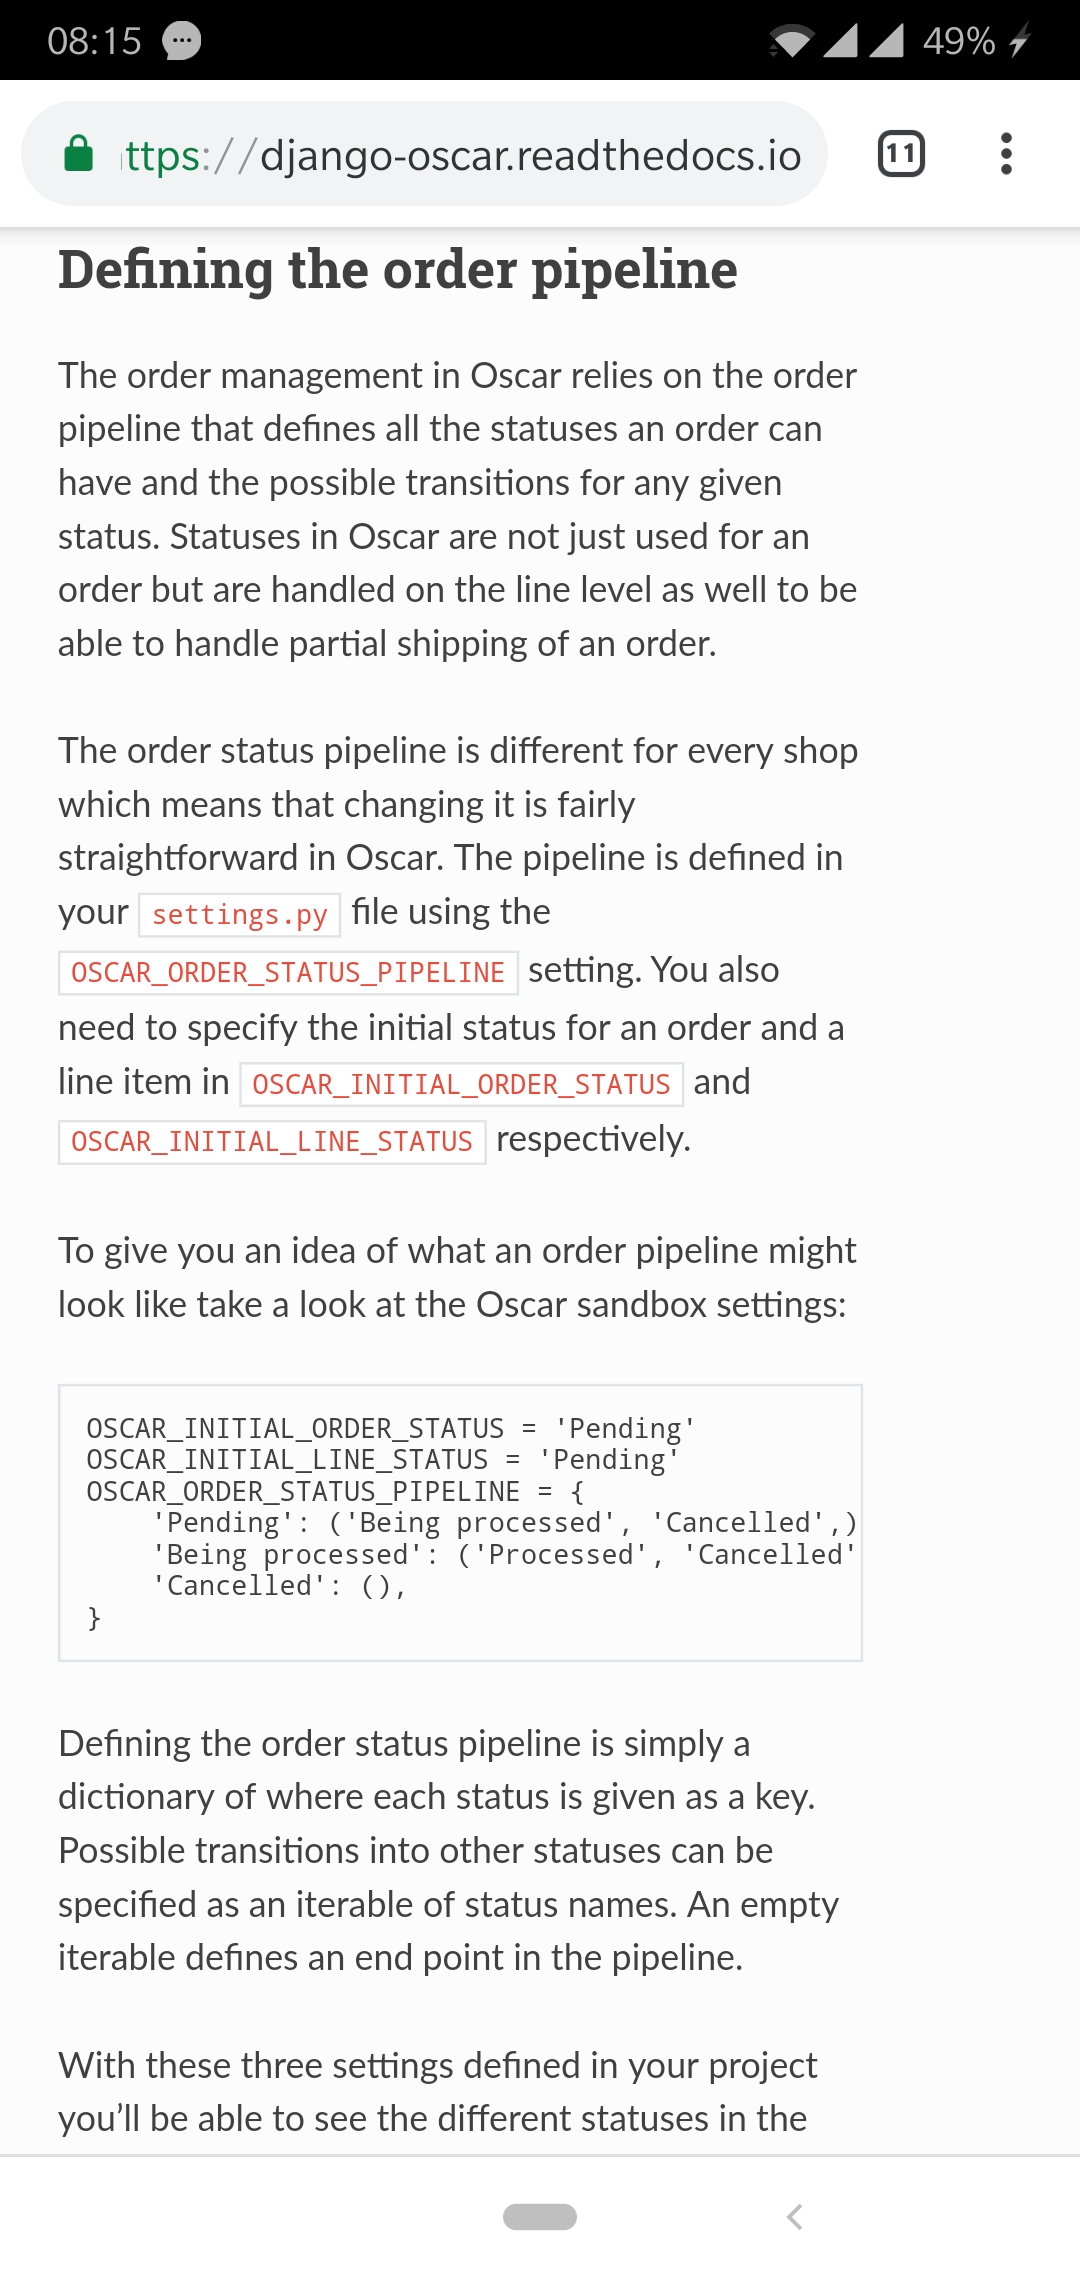 08:15
49%
ttps://django-oscar.readthedocs.io
11
Defining the order pipeline
The order management in Oscar relies on the order
pipeline that defines all the statuses an order can
have and the possible transitions for any given
status. Statuses in Oscar are not just used for an
order but are handled on the line level as well to be
able to handle partial shipping of an order.
The order status pipeline is different for every shop
which means that changing it is fairly
straightforward in Oscar. The pipeline is defined in
your settings.py file using the
OSCAR_ORDER_STATUS_PIPELINE setting. You also
need to specify the initial status for an order and a
line item in OSCAR_INITIAL_ORDER_STATUS and
OSCAR_INITIAL_LINE_STATUS respectively.
To give you an idea of what an order pipeline might
look like take a look at the Oscar sandbox settings:
OSCAR_INITIAL_ORDER_STATUS = 'Pending'
OSCAR_INITIAL_LINE_STATUS = 'Pending'
OSCAR_ORDER_STATUS_PIPELINE = {
    'Pending': ('Being processed', 'Cancelled',)
    'Being processed': ('Processed', 'Cancelled'
    'Cancelled': (),
}
Defining the order status pipeline is simply a
dictionary of where each status is given as a key.
Possible transitions into other statuses can be
specified as an iterable of status names. An empty
iterable defines an end point in the pipeline.
With these three settings defined in your project
you’ll be able to see the different statuses in the